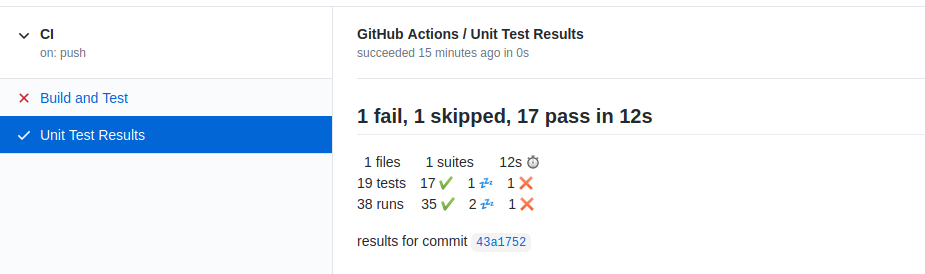 CI
on: push
Build and Test
Unit Test Results
GitHub Actions / Unit Test Results
succeeded 15 minutes ago in 0s
1 fail, 1 skipped, 17 pass in 12s
1 files 1 suites 12s ⏱
19 tests 17 ✔ 1 💤 1 ❌
38 runs 35 ✔ 2 💤 1 ❌
results for commit 43a1752